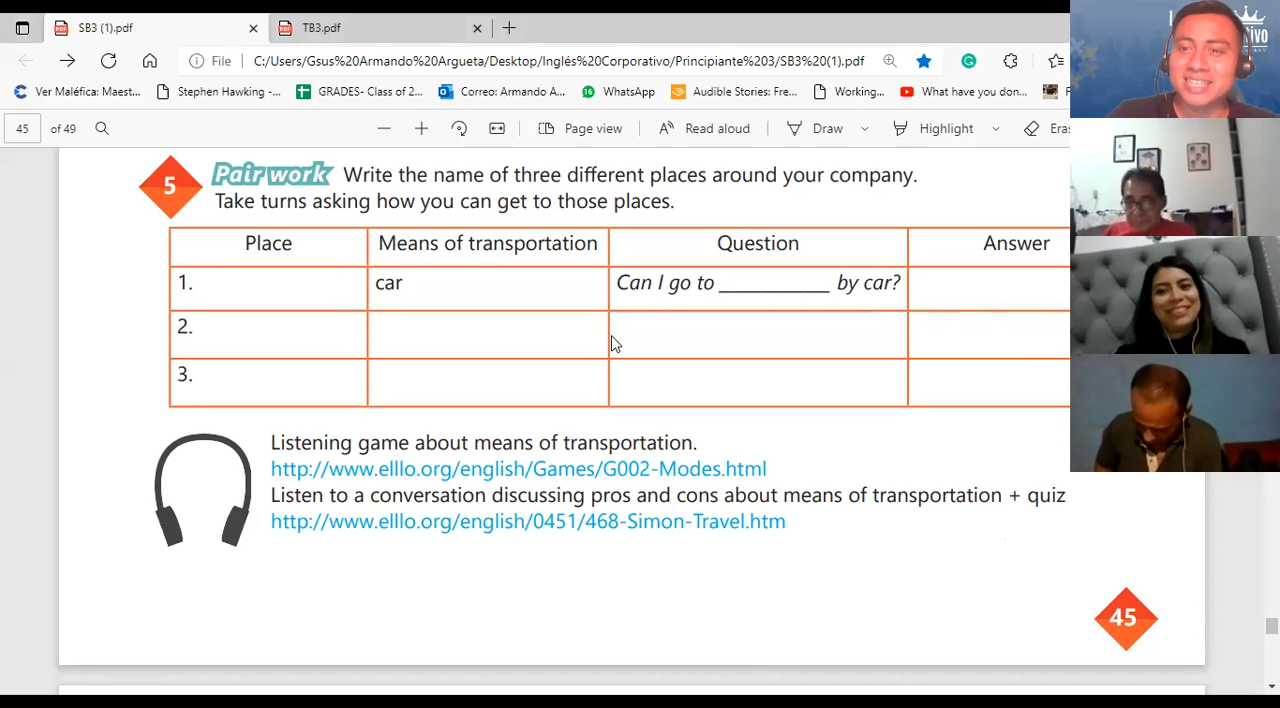 SB3 (1).pdf
TB3.pdf
File
C:/Users/Gsus%20Armando%20Argueta/Desktop/Ingles%20Corporativo/Principiante%203/SB3%20(1).pdf
Ver Maléfica: Maest...
Stephen Hawking -...
GRADES- Class of 2...
Correo: Armando A...
WhatsApp
Audible Stories: Fre...
Working...
What have you don...
45 of 49
Page view
Read aloud
Draw
Highlight
Eras
5
Pair work Write the name of three different places around your company.
Take turns asking how you can get to those places.
Place Means of transportation Question Answer
1. car Can I go to ____________ by car?
2.
3.
Listening game about means of transportation.
http://www.elllo.org/english/Games/G002-Modes.html
Listen to a conversation discussing pros and cons about means of transportation + quiz
http://www.elllo.org/english/0451/468-Simon-Travel.htm
45